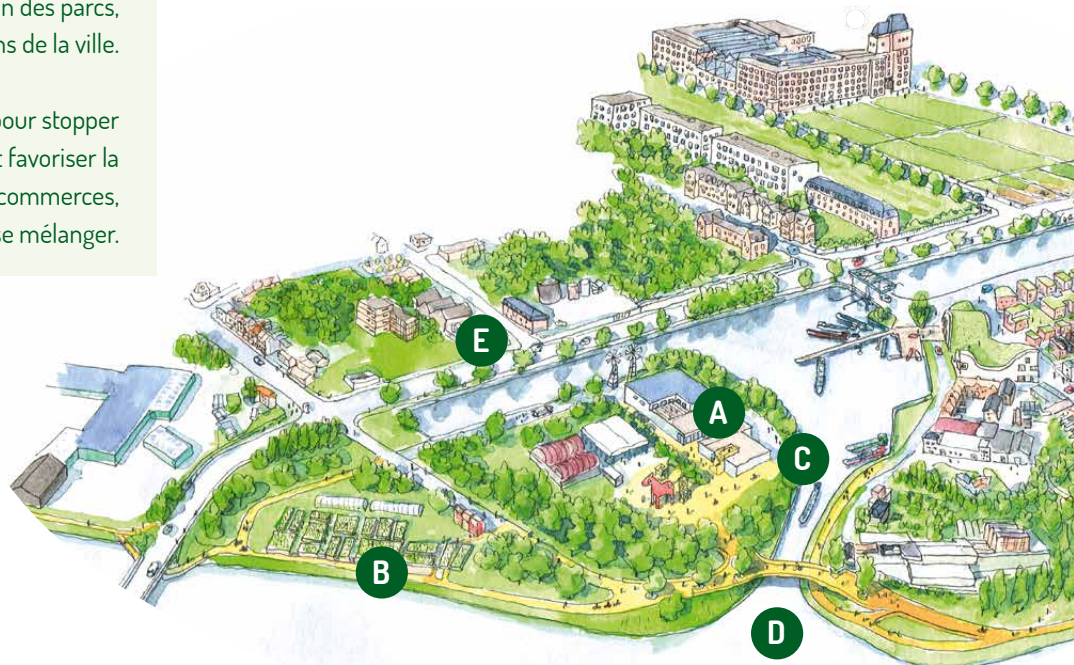 n des parcs,
ns de la ville.
pour stopper
t favoriser la
commerces,
se mélanger.
E
A
C
B
D